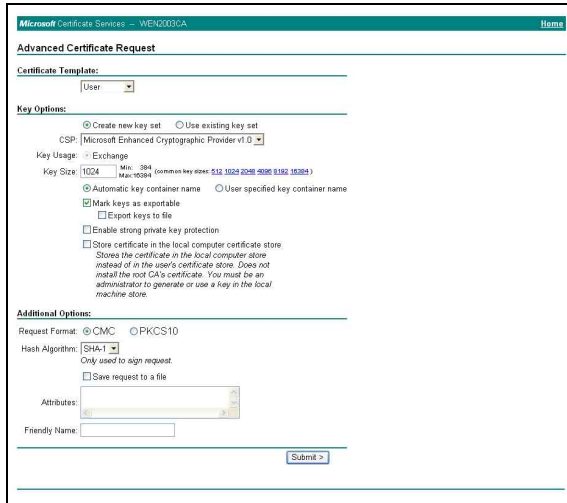 Microsoft Certificate Services -- WEN2003CA Home
Advanced Certificate Request
Certificate Template:
User
Key Options:
Create new key set Use existing key set
CSP: Microsoft Enhanced Cryptographic Provider v1.0
Key Usage: Exchange
Key Size: 1024 Min: 384 Max:16384 (common key sizes: 512 1024 2048 4096 8192 16384 )
Automatic key container name User specified key container name
Mark keys as exportable
Export keys to file
Enable strong private key protection
Store certificate in the local computer certificate store
Stores the certificate in the local computer store
instead of in the user's certificate store. Does not
install the root CA's certificate. You must be an
administrator to generate or use a key in the local
machine store.
Additional Options:
Request Format: CMC PKCS10
Hash Algorithm: SHA-1
Only used to sign request.
Save request to a file
Attributes:
Friendly Name:
Submit >